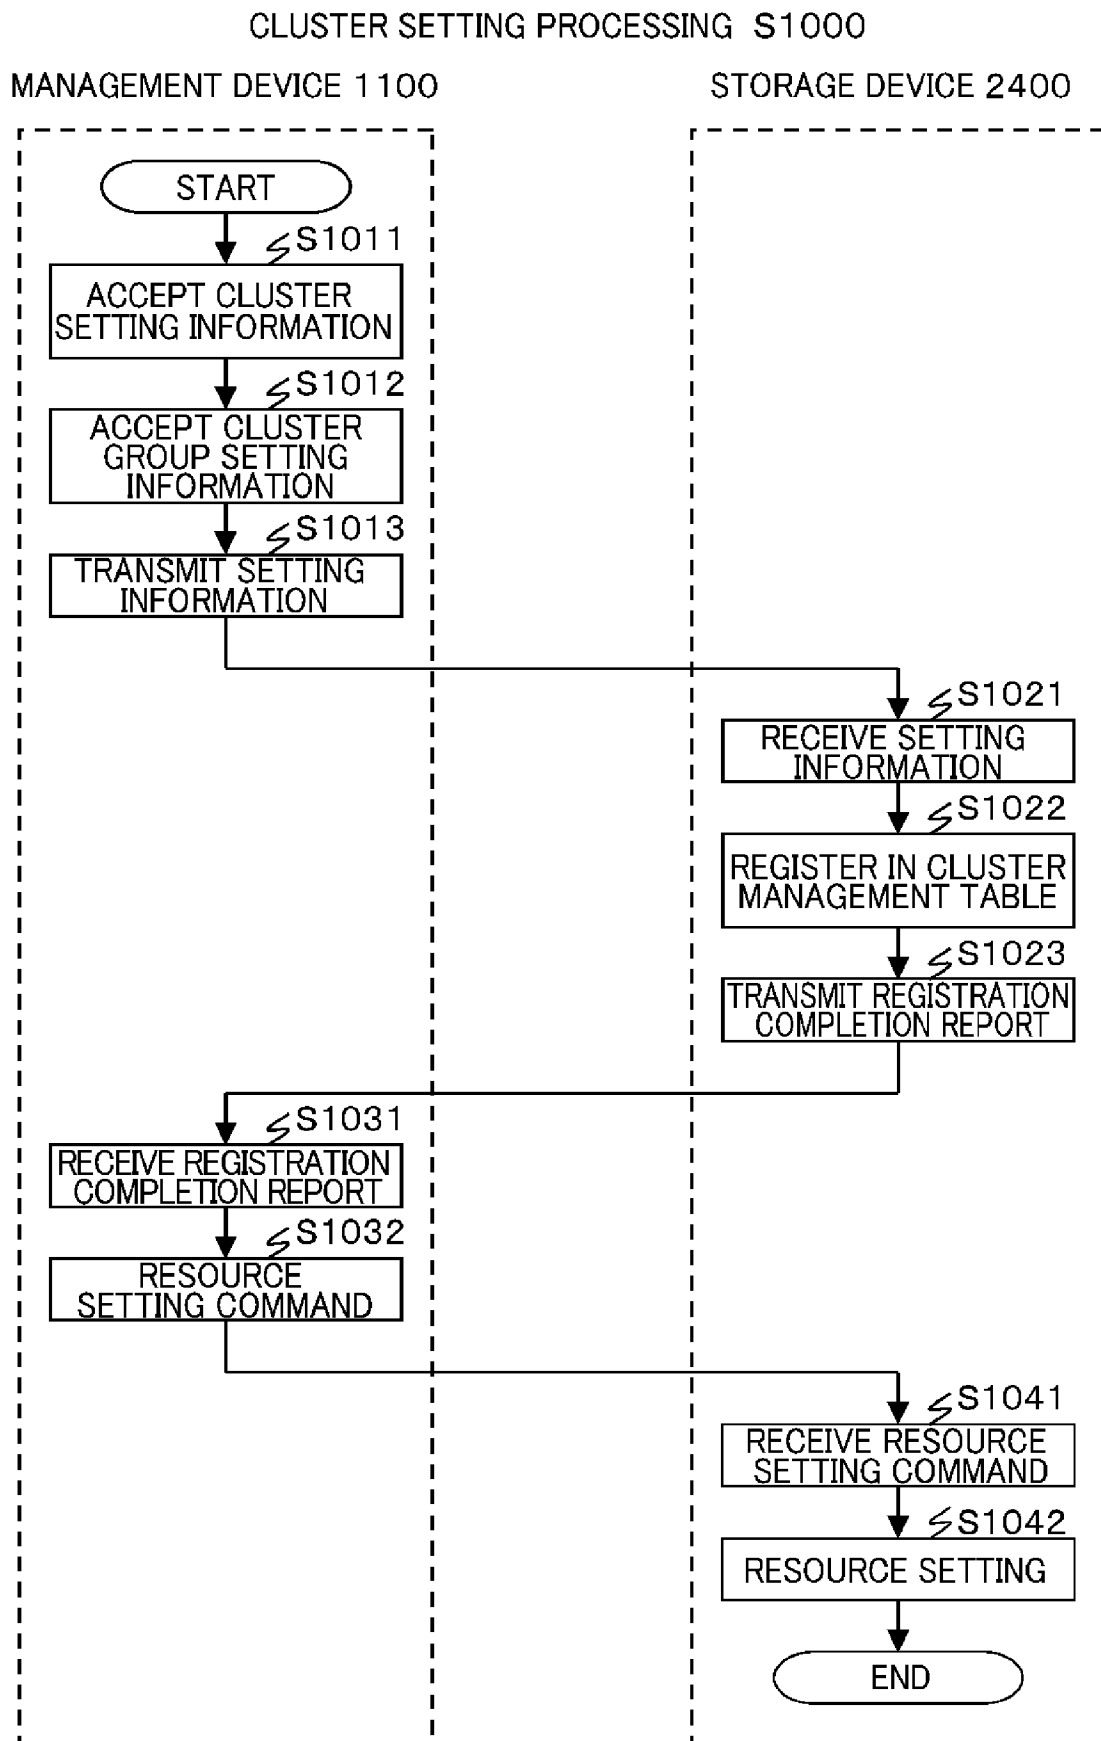 CLUSTER SETTING PROCESSING S1000
MANAGEMENT DEVICE 1100
STORAGE DEVICE 2400
START
S1011
ACCEPT CLUSTER
SETTING INFORMATION
S1012
ACCEPT CLUSTER
GROUP SETTING
INFORMATION
S1013
TRANSMIT SETTING
INFORMATION
S1021
RECEIVE SETTING
INFORMATION
S1022
REGISTER IN CLUSTER
MANAGEMENT TABLE
S1023
TRANSMIT REGISTRATION
COMPLETION REPORT
S1031
RECEIVE REGISTRATION
COMPLETION REPORT
S1032
RESOURCE
SETTING COMMAND
S1041
RECEIVE RESOURCE
SETTING COMMAND
S1042
RESOURCE SETTING
END